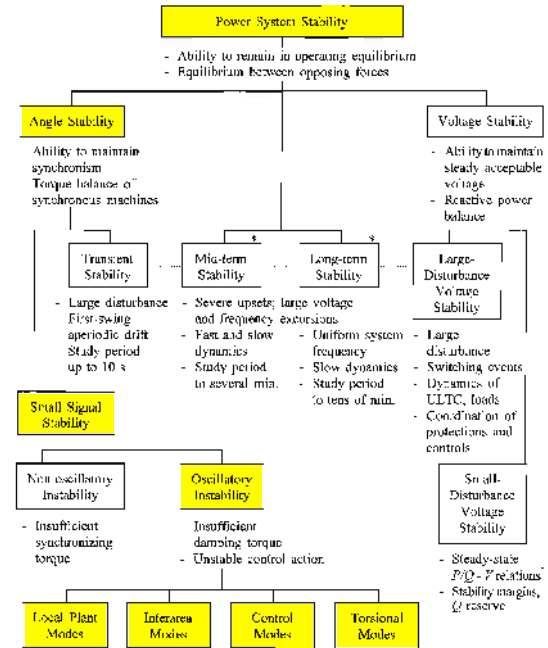 Power System Stability
- Ability to remain in operating equilibrium
- Equilibrium between opposing forces
Angle Stability
Voltage Stability
Ability to maintain
synchronism
Torque balance of
synchronous machines
- Ability to maintain
steady acceptable
voltage
- Reactive power
balance
Transient
Stability
Mid-term
Stability
*
Long-term
Stability
*
Large-
Disturbance
Voltage
Stability
- Large disturbance
First-swing
aperiodic drift
Study period
up to 10 s
- Severe upsets; large voltage
and frequency excursions
- Fast and slow
dynamics
- Study period
to several min.
- Uniform system
frequency
- Slow dynamics
- Study period
to tens of min.
- Large
disturbance
- Switching events
- Dynamics of
ULTC, loads
- Coordination of
protections and
controls
Small Signal
Stability
Non-oscillatory
Instability
Oscillatory
Instability
- Insufficient
synchronizing
torque
Insufficient
damping torque
- Unstable control action
Small-
Disturbance
Voltage
Stability
- Steady-state
P/Q - V relations
- Stability margins,
Q reserve
Local Plant
Modes
Interarea
Modes
Control
Modes
Torsional
Modes